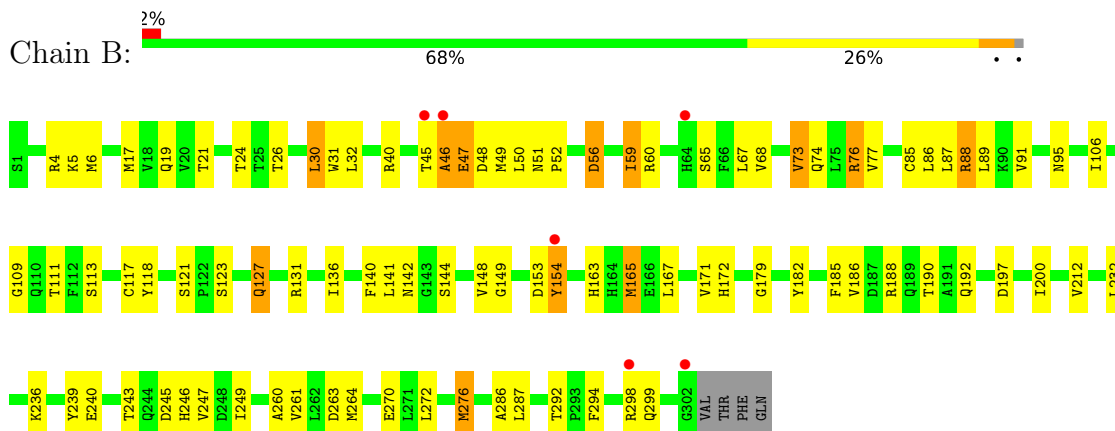 2%
Chain B:
68% 26% . .
S1 R4 K5 M6 M17 V18 Q19 V20 T21 T24 T25 T26 L30 W31 L32 R40 T45 A46 E47 D48 M49 L50 N51 P52 D56 I59 R60 H64 S65 F66 L67 V68 V73 Q74 L75 R76 V77 C85 L86 L87 R88 L89 K90 V91 N95 I106
G109 Q110 T111 F112 S113 C117 Y118 S121 P122 S123 Q127 R131 I136 F140 L141 N142 G143 S144 V148 G149 D153 Y154 H163 H164 M165 E166 L167 V171 H172 G179 Y182 F185 V186 D187 R188 Q189 T190 A191 Q192 D197 I200 V212 L232
K236 Y239 E240 T243 Q244 D245 H246 V247 D248 I249 A260 V261 L262 D263 M264 E270 L271 L272 M276 A286 L287 T292 P293 F294 R298 Q299 G302 VAL THR PHE GLN